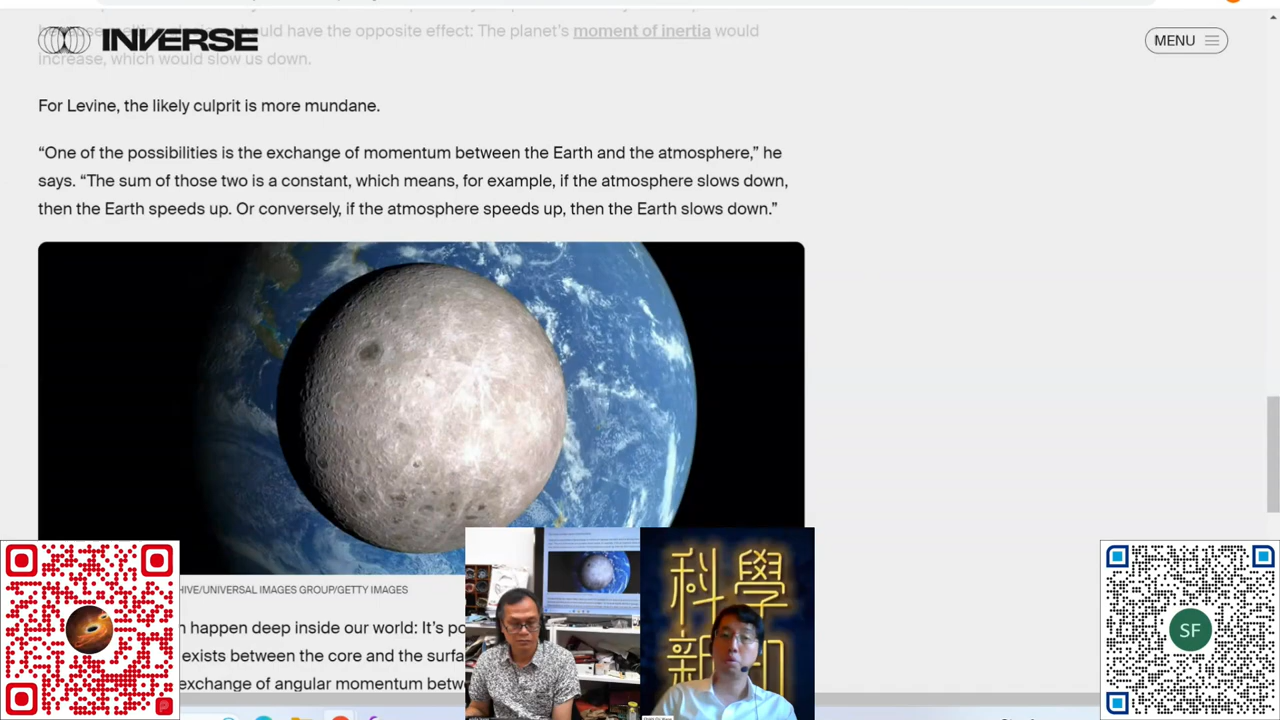 should have the opposite effect: The planet's moment of inertia would
increase, which would slow us down.
INVERSE
MENU
For Levine, the likely culprit is more mundane.
“One of the possibilities is the exchange of momentum between the Earth and the atmosphere,” he
says. “The sum of those two is a constant, which means, for example, if the atmosphere slows down,
then the Earth speeds up. Or conversely, if the atmosphere speeds up, then the Earth slows down.”
HIVE/UNIVERSAL IMAGES GROUP/GETTY IMAGES
happen deep inside our world: It's
exists between the core and the
exchange of angular momentum
科學
新知
SF